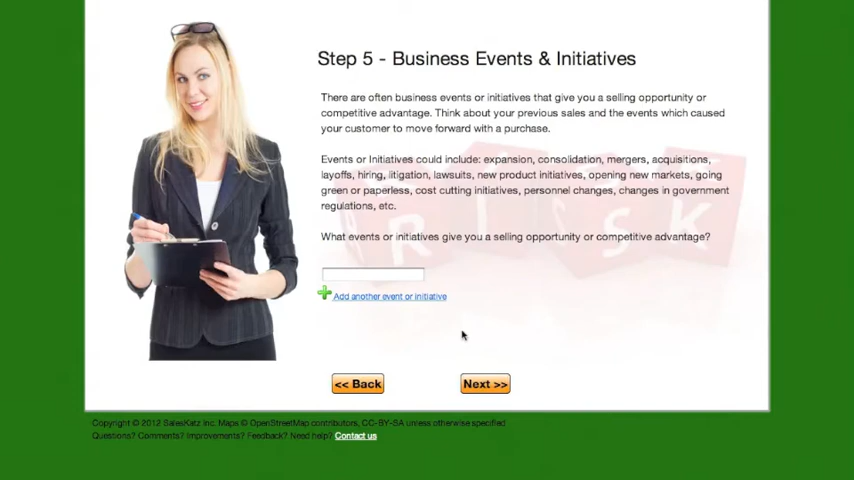 Step 5 - Business Events & Initiatives
There are often business events or initiatives that give you a selling opportunity or
competitive advantage. Think about your previous sales and the events which caused
your customer to move forward with a purchase.
Events or Initiatives could include: expansion, consolidation, mergers, acquisitions,
layoffs, hiring, litigation, lawsuits, new product initiatives, opening new markets, going
green or paperless, cost cutting initiatives, personnel changes, changes in government
regulations, etc.
RISK
What events or initiatives give you a selling opportunity or competitive advantage?
Add another event or initiative
<< Back
Next >>
Copyright © 2012 SalesKatz Inc. Maps © OpenStreetMap contributors, CC-BY-SA unless otherwise specified
Questions? Comments? Improvements? Feedback? Need help? Contact us